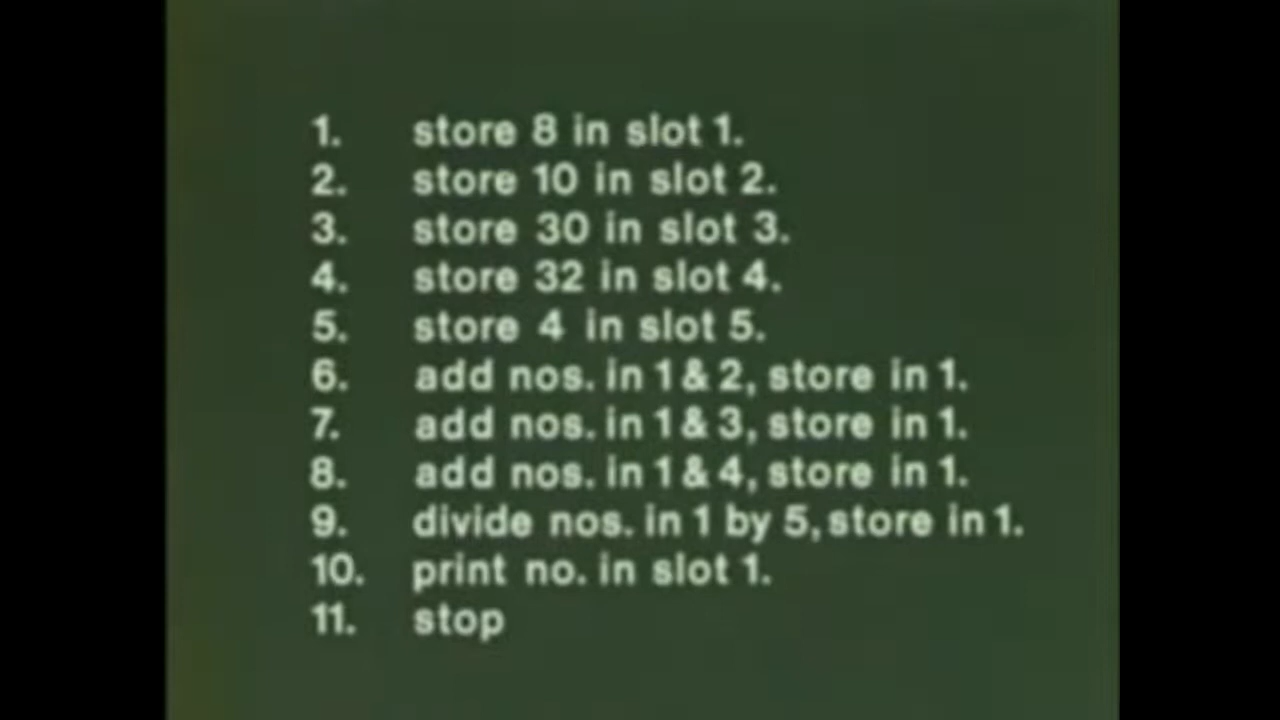 1. store 8 in slot 1.
2. store 10 in slot 2.
3. store 30 in slot 3.
4. store 32 in slot 4.
5. store 4 in slot 5.
6. add nos. in 1 & 2, store in 1.
7. add nos. in 1 & 3, store in 1.
8. add nos. in 1 & 4, store in 1.
9. divide nos. in 1 by 5, store in 1.
10. print no. in slot 1.
11. stop